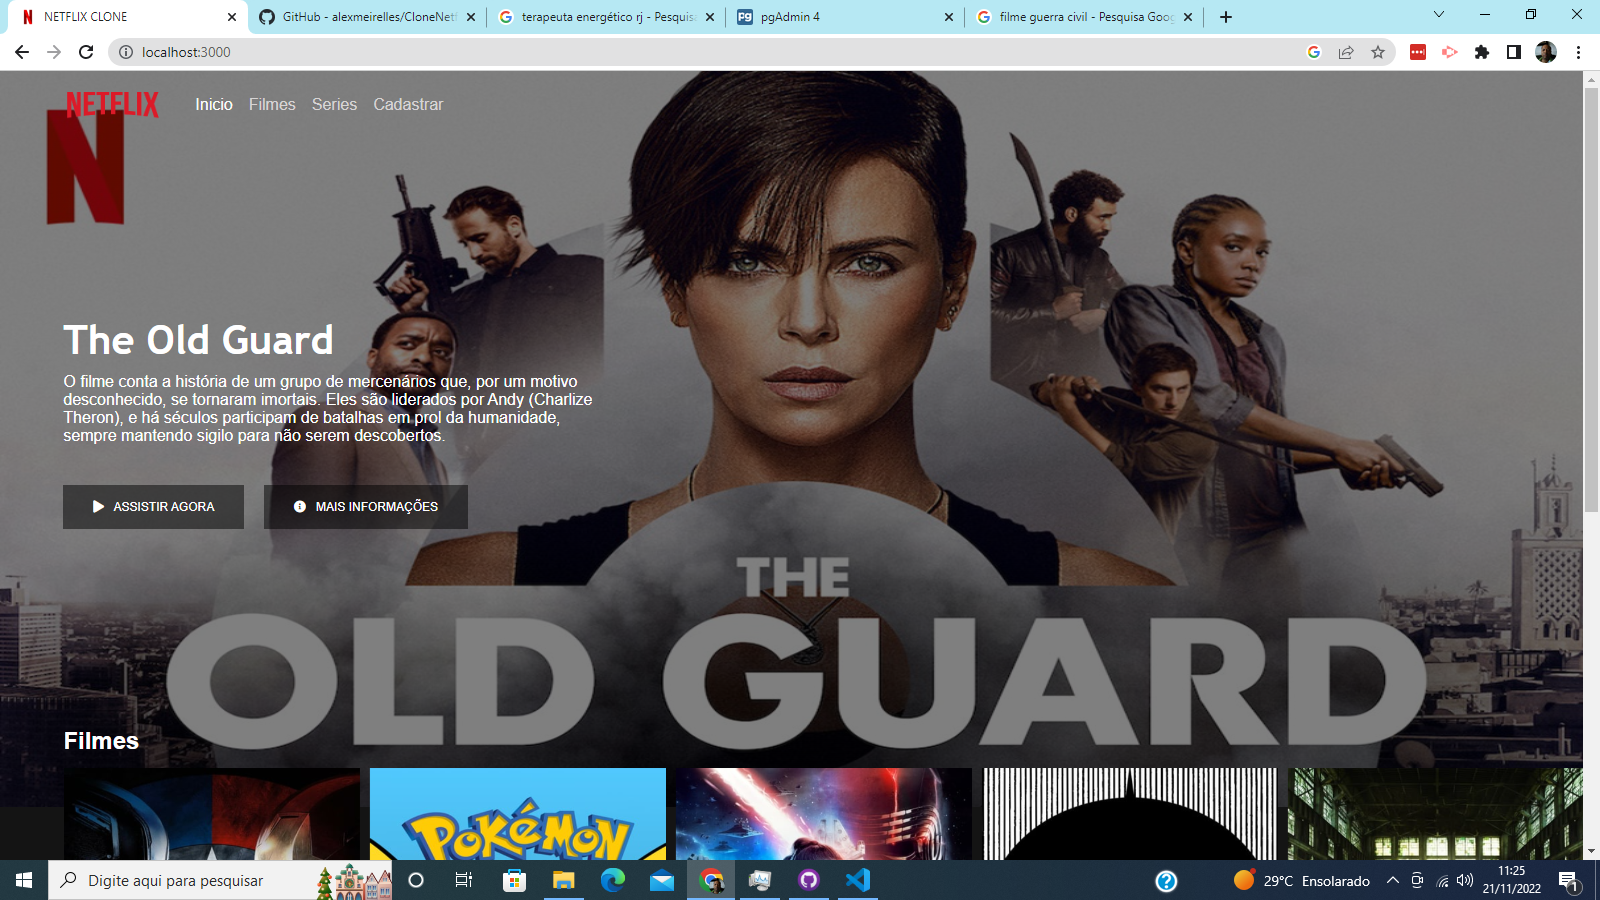 NETFLIX CLONE
GitHub - alexmeirelles/CloneNetf
terapeuta energético rj - Pesquisa
pgAdmin 4
filme guerra civil - Pesquisa Goog
localhost:3000
NETFLIX
Inicio Filmes Series Cadastrar
The Old Guard
O filme conta a história de um grupo de mercenários que, por um motivo
desconhecido, se tornaram imortais. Eles são liderados por Andy (Charlize
Theron), e há séculos participam de batalhas em prol da humanidade,
sempre mantendo sigilo para não serem descobertos.
ASSISTIR AGORA
MAIS INFORMAÇÕES
THE
OLD GUARD
Filmes
POKéMON
Digite aqui para pesquisar
29°C Ensolarado
11:25
21/11/2022
1